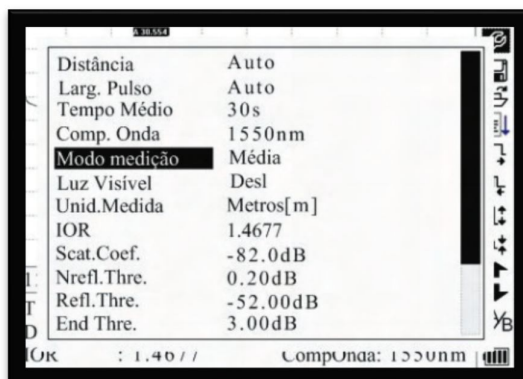 A 30.554
Distância Auto
Larg. Pulso Auto
Tempo Médio 30s
Comp. Onda 1550nm
Modo medição Média
Luz Visível Desl
Unid.Medida Metros[m]
IOR 1.4677
Scat.Coef. -82.0dB
Nrefl.Thre. 0.20dB
Refl.Thre. -52.00dB
End Thre. 3.00dB
IOR : 1.4677 CompOnda: 1550nm